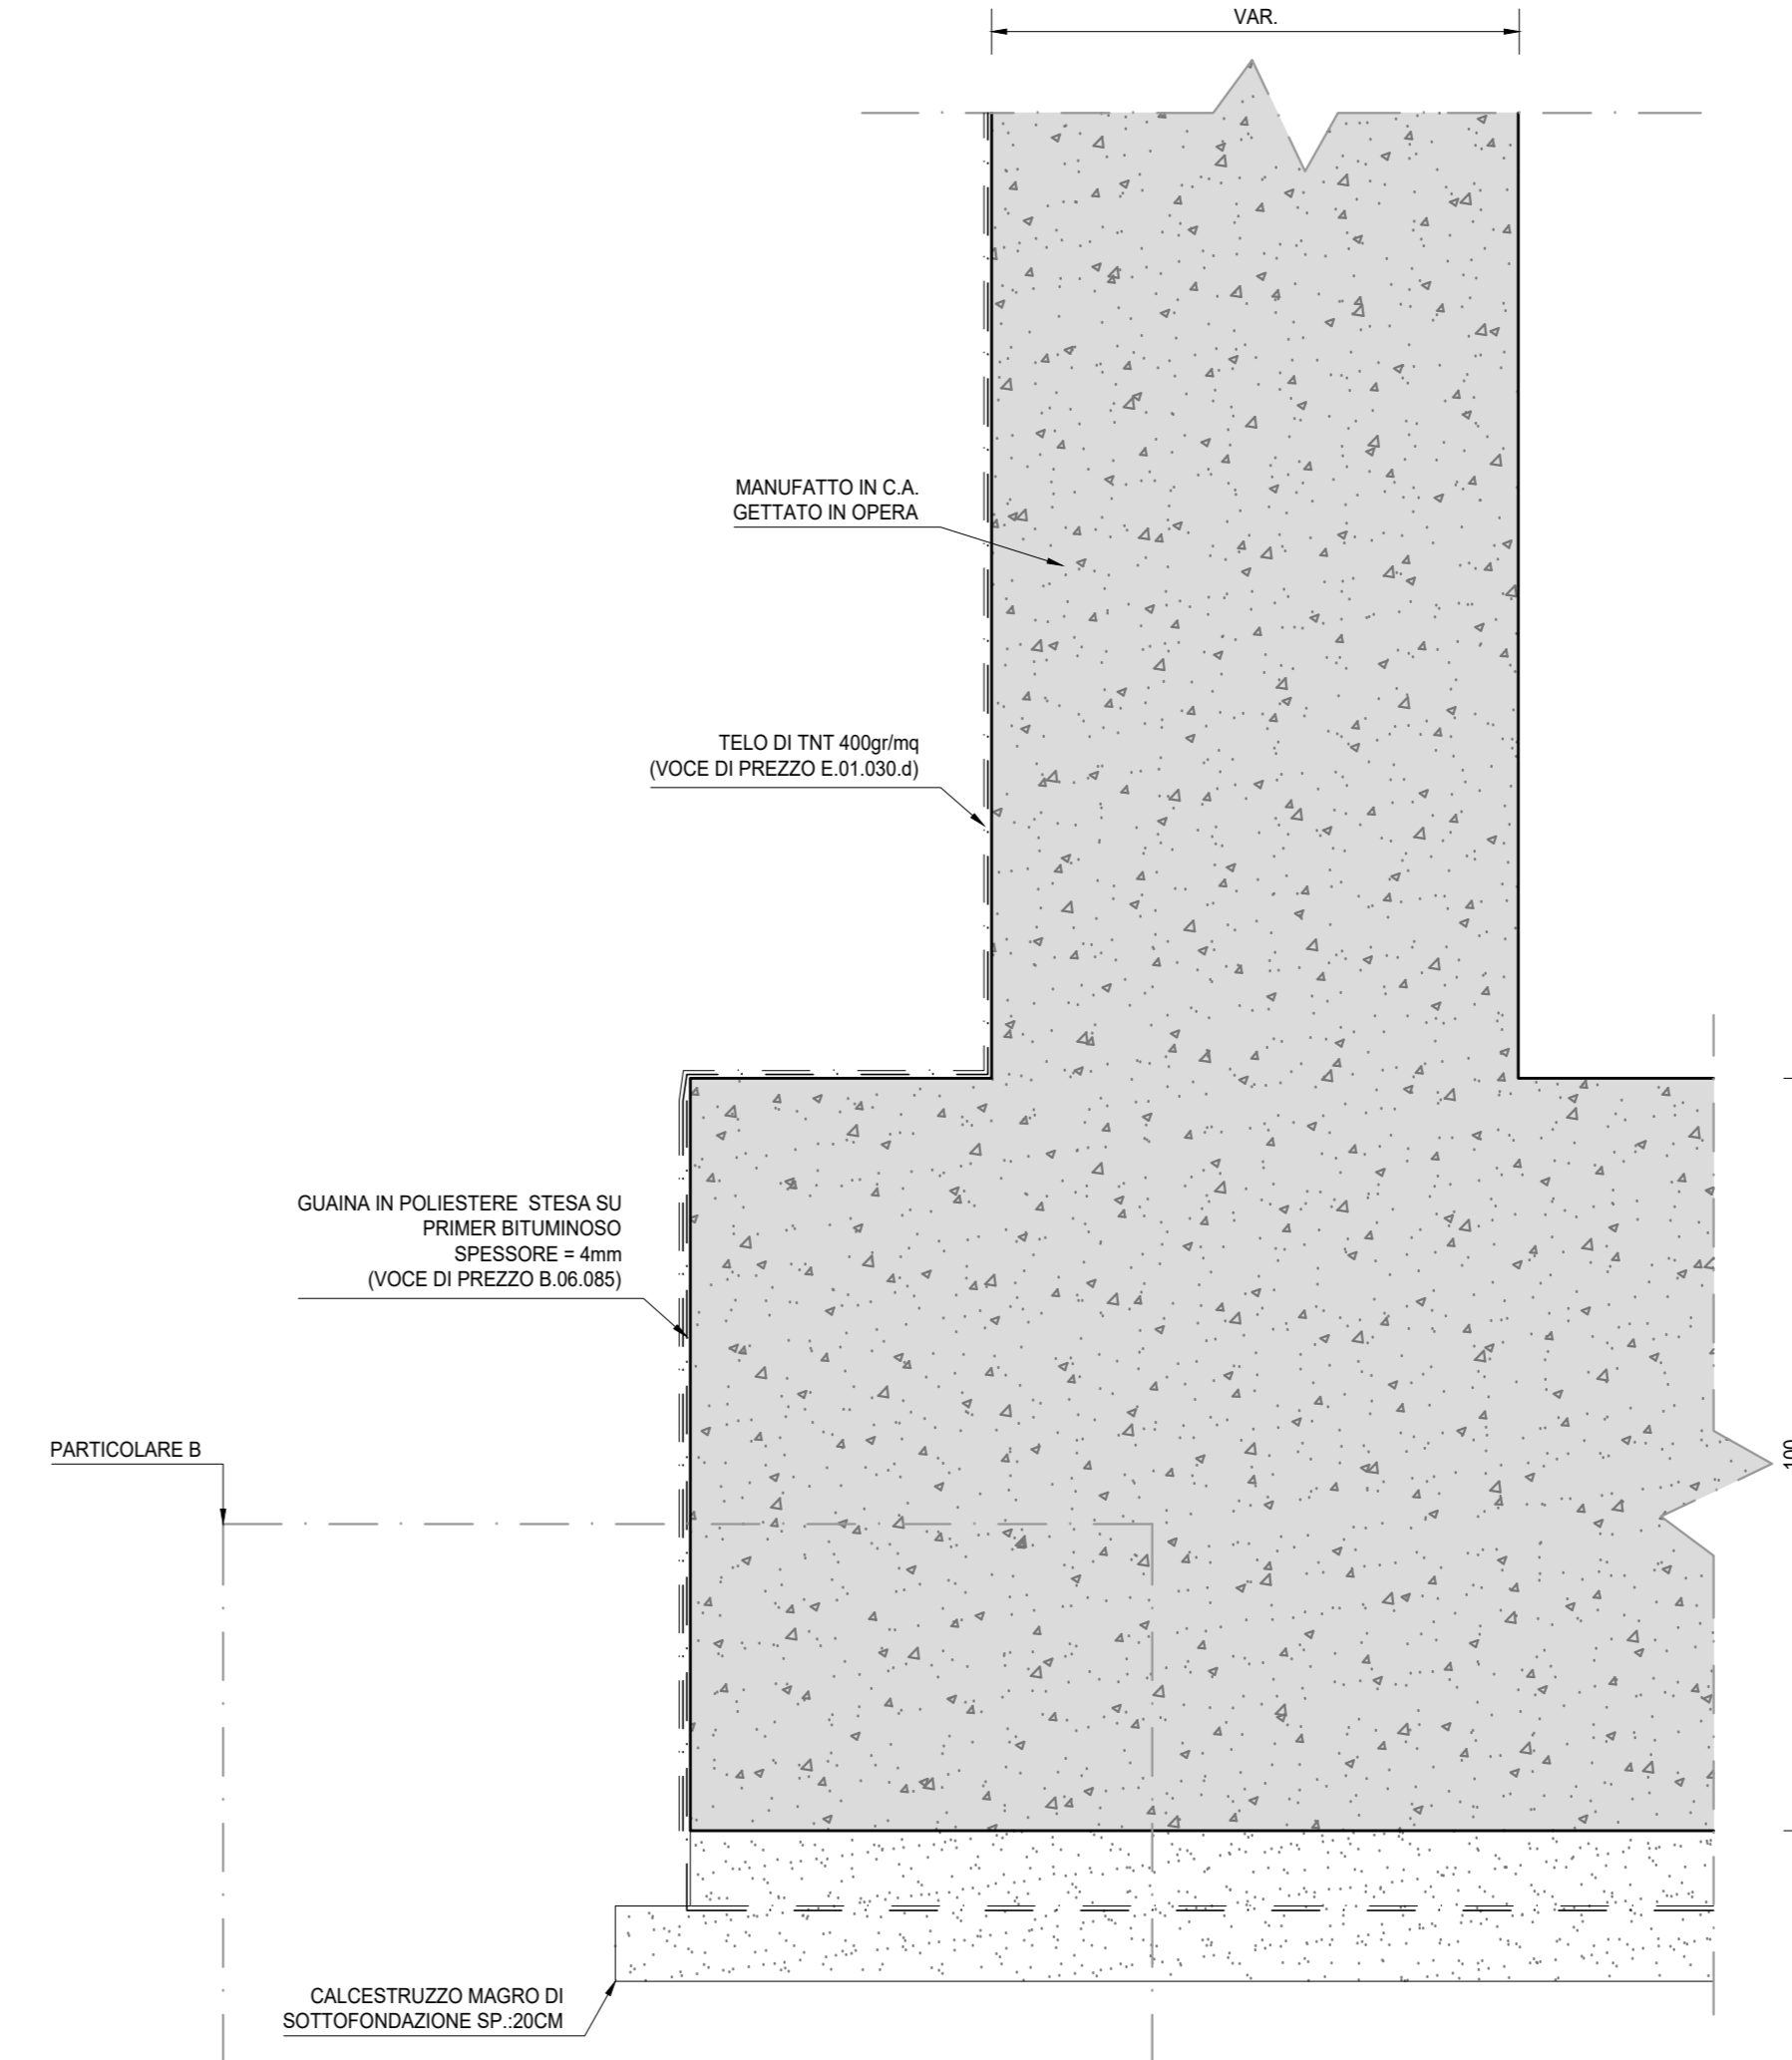 VAR.
MANUFATTO IN C.A.
GETTATO IN OPERA
TELO DI TNT 400gr/mq
(VOCE DI PREZZO E.01.030.d)
GUAINA IN POLIESTERE STESA SU
PRIMER BITUMINOSO
SPESSORE = 4mm
(VOCE DI PREZZO B.06.085)
PARTICOLARE B
100
CALCESTRUZZO MAGRO DI
SOTTOFONDAZIONE SP.:20CM